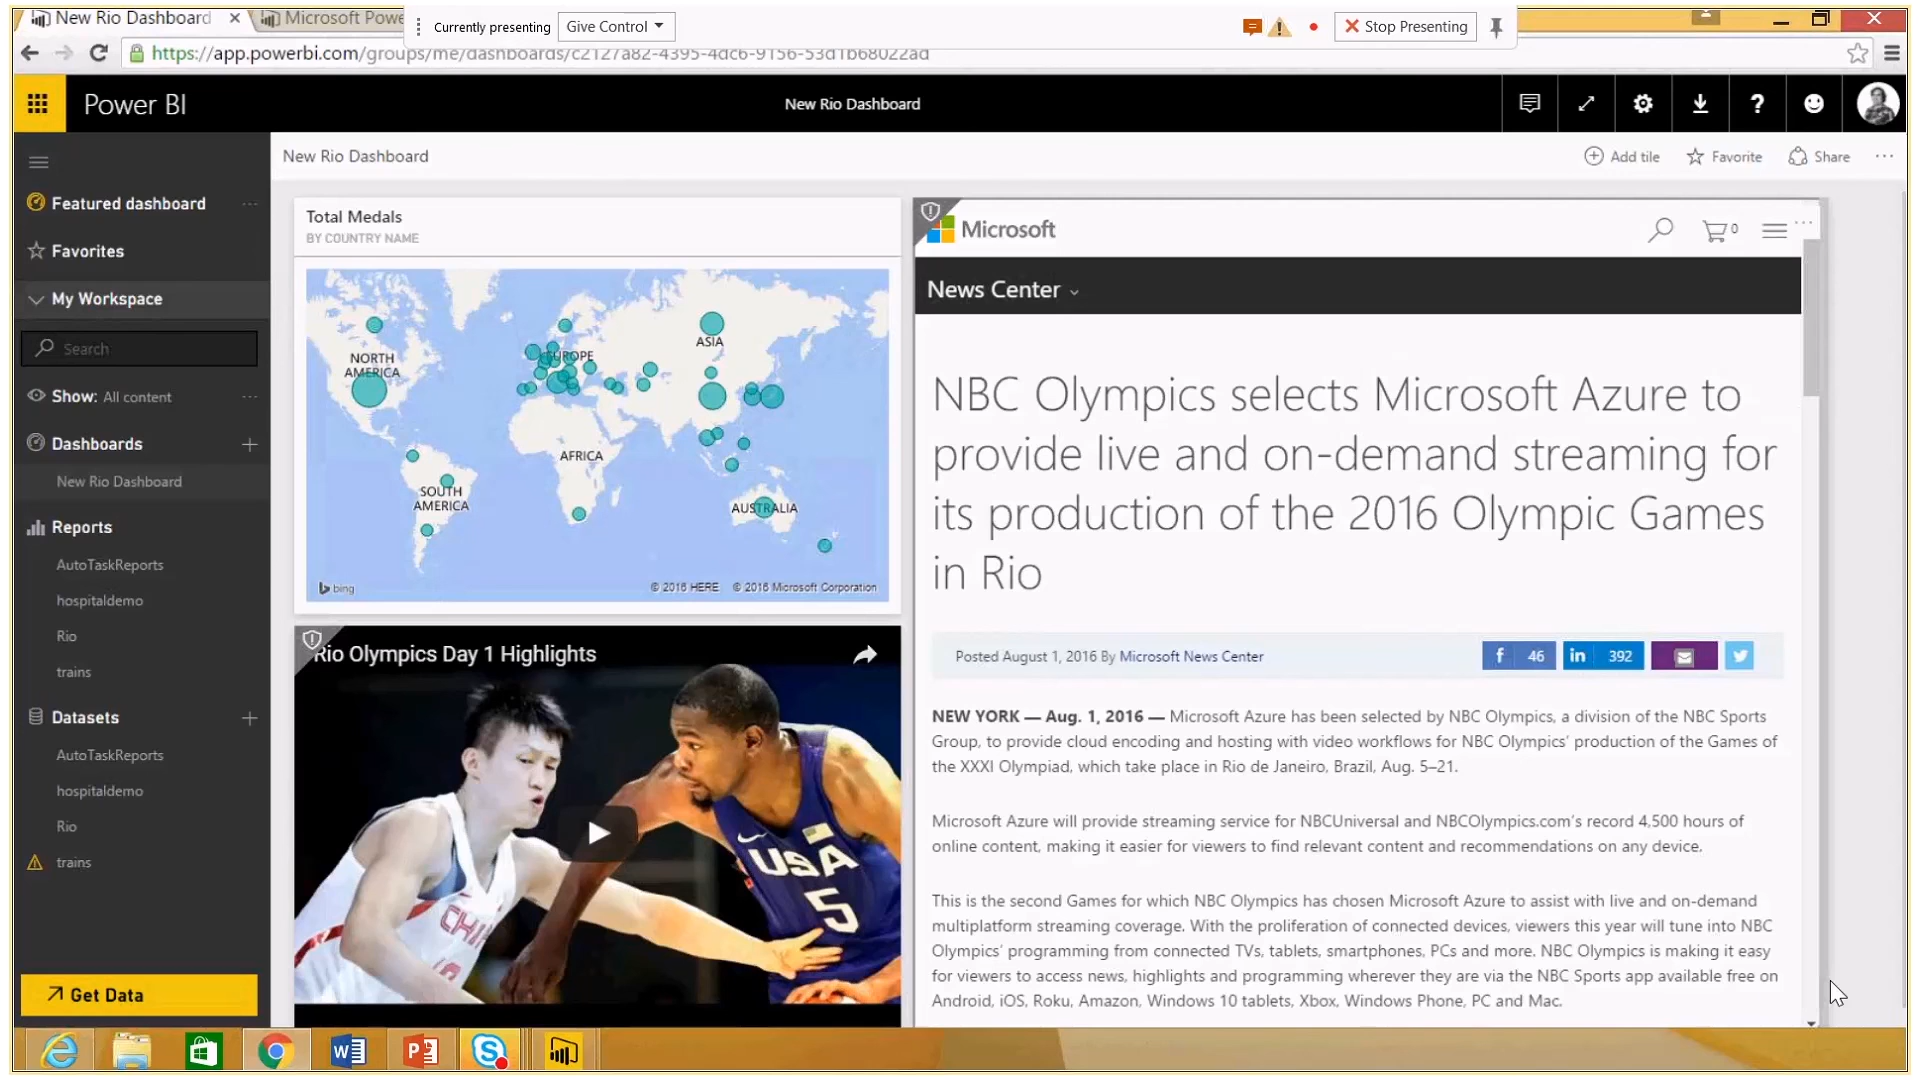 New Rio Dashboard
Microsoft Powe
Currently presenting
Give Control
Stop Presenting
https://app.powerbi.com/groups/me/dashboards/c2127a82-4395-4dc6-9156-53d1b68022ad
Power BI
New Rio Dashboard
New Rio Dashboard
Add tile
Favorite
Share
Featured dashboard
Favorites
My Workspace
Search
Show: All content
Dashboards
New Rio Dashboard
Reports
AutoTaskReports
hospitaldemo
Rio
trains
Datasets
AutoTaskReports
hospitaldemo
Rio
trains
Get Data
Total Medals
BY COUNTRY NAME
NORTH
AMERICA
EUROPE
ASIA
AFRICA
SOUTH
AMERICA
AUSTRALIA
bing
© 2016 HERE
© 2016 Microsoft Corporation
Rio Olympics Day 1 Highlights
USA
5
Microsoft
0
News Center
NBC Olympics selects Microsoft Azure to
provide live and on-demand streaming for
its production of the 2016 Olympic Games
in Rio
Posted August 1, 2016 By Microsoft News Center
f 46
in 392
NEW YORK — Aug. 1, 2016 — Microsoft Azure has been selected by NBC Olympics, a division of the NBC Sports
Group, to provide cloud encoding and hosting with video workflows for NBC Olympics' production of the Games of
the XXXI Olympiad, which take place in Rio de Janeiro, Brazil, Aug. 5–21.
Microsoft Azure will provide streaming service for NBCUniversal and NBCOlympics.com's record 4,500 hours of
online content, making it easier for viewers to find relevant content and recommendations on any device.
This is the second Games for which NBC Olympics has chosen Microsoft Azure to assist with live and on-demand
multiplatform streaming coverage. With the proliferation of connected devices, viewers this year will tune into NBC
Olympics' programming from connected TVs, tablets, smartphones, PCs and more. NBC Olympics is making it easy
for viewers to access news, highlights and programming wherever they are via the NBC Sports app available free on
Android, iOS, Roku, Amazon, Windows 10 tablets, Xbox, Windows Phone, PC and Mac.